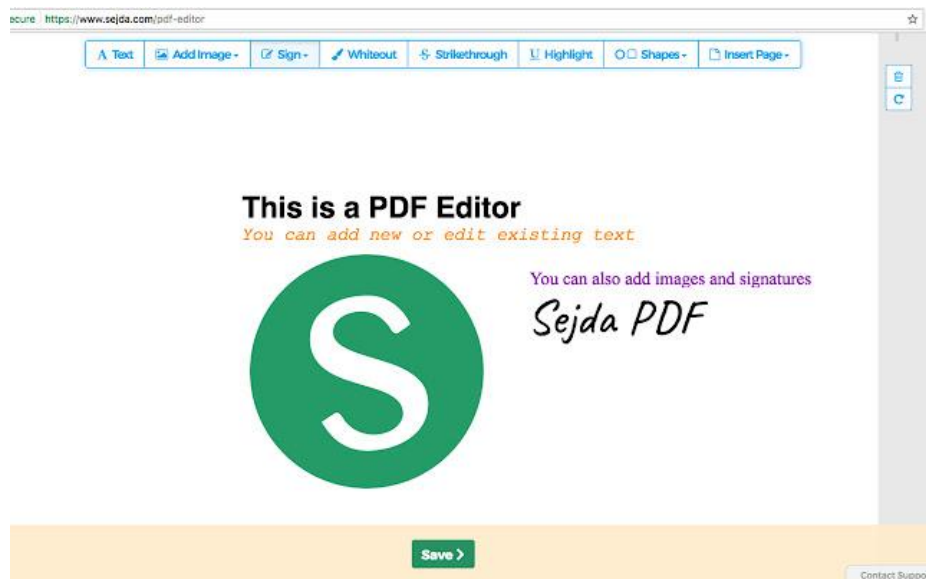 ecure https://www.sejda.com/pdf-editor
A Text Add Image Sign Whiteout S Strikethrough U Highlight Shapes Insert Page
This is a PDF Editor
You can add new or edit existing text
You can also add images and signatures
Sejda PDF
S
Save >
Contact Suppo